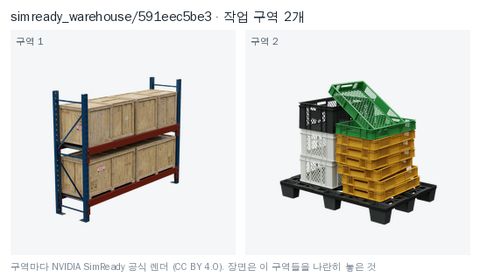 simready_warehouse/591eec5be3 · 작업 구역 2개
구역 1
구역 2
구역마다 NVIDIA SimReady 공식 렌더 (CC BY 4.0). 장면은 이 구역들을 나란히 놓은 것